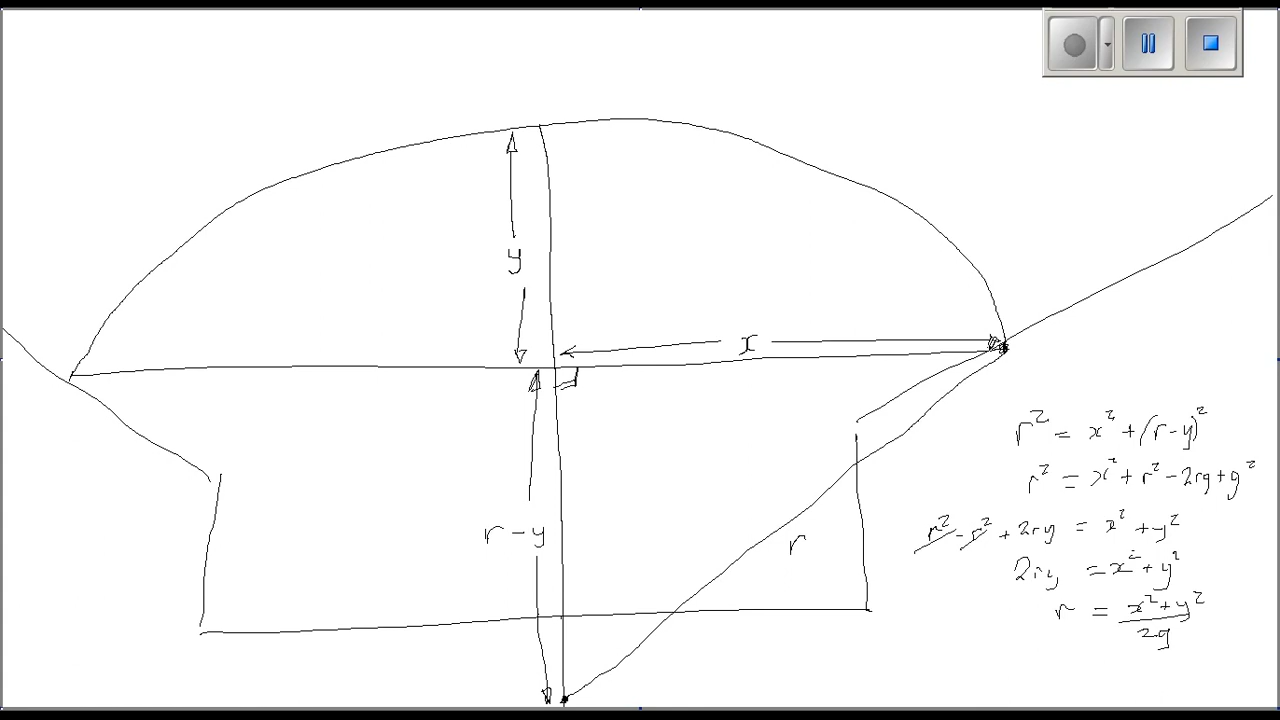 y
x
r-y
r
r² = x² + (r-y)²
r² = x² + r² - 2ry + y²
r² - r² + 2ry = x² + y²
2ry = x² + y²
r = x² + y² / 2y